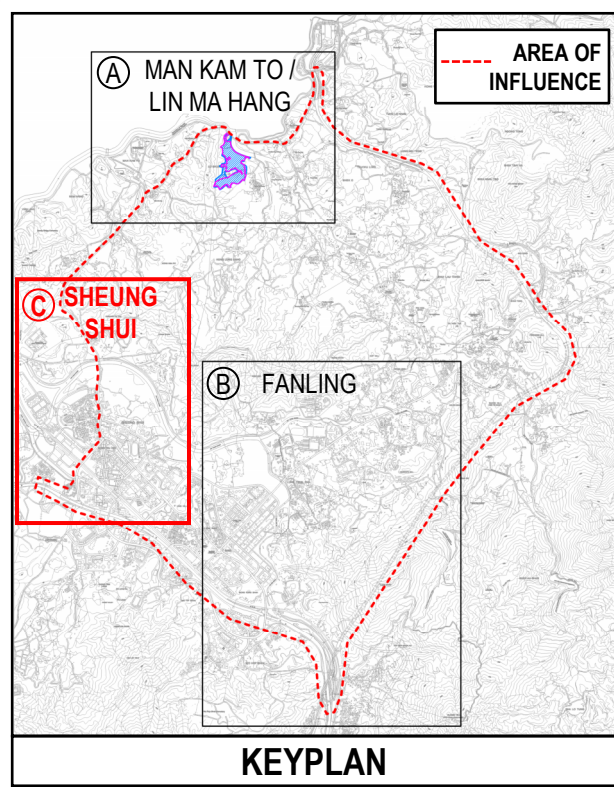 AREA OF
INFLUENCE
Ⓐ MAN KAM TO /
LIN MA HANG
Ⓒ SHEUNG
SHUI
Ⓑ FANLING
KEYPLAN